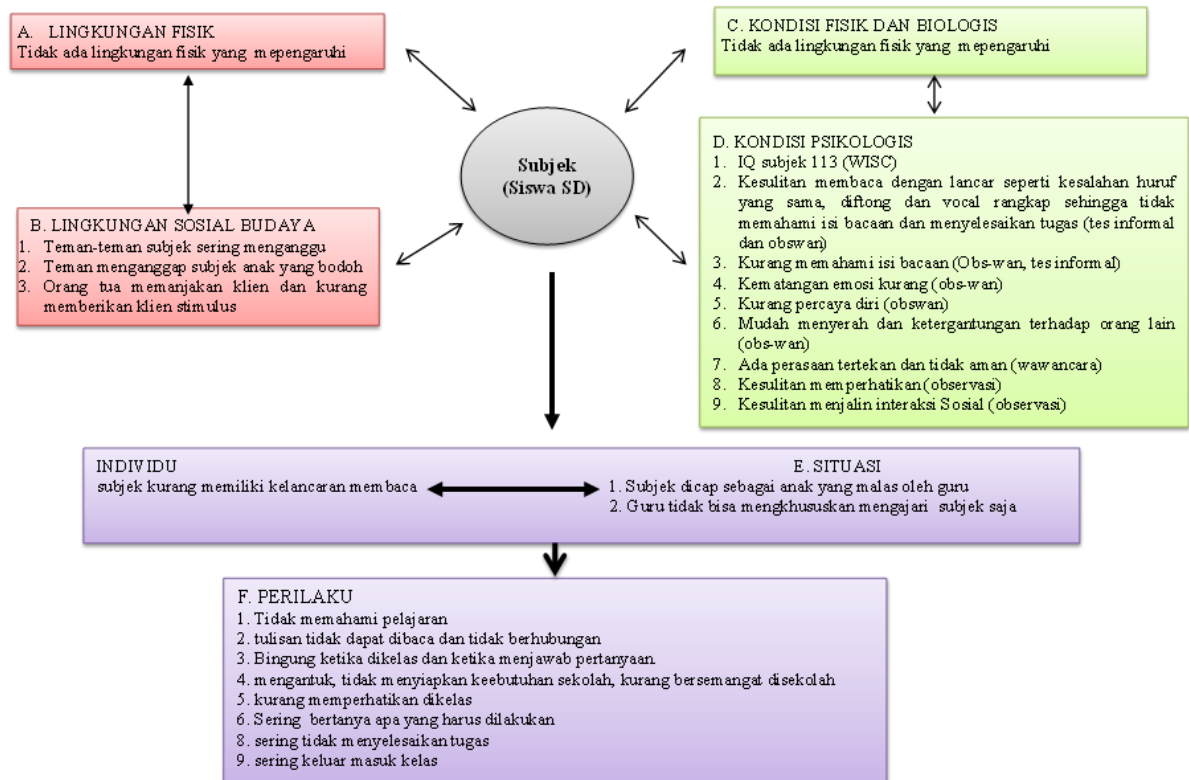 A. LINGKUNGAN FISIK
Tidak ada lingkungan fisik yang mepengaruhi
C. KONDISI FISIK DAN BIOLOGIS
Tidak ada lingkungan fisik yang mepengaruhi
Subjek
(Siswa SD)
B. LINGKUNGAN SOSIAL BUDAYA
1. Teman-teman subjek sering menganggu
2. Teman menganggap subjek anak yang bodoh
3. Orang tua memanjakan klien dan kurang
memberikan klien stimulus
D. KONDISI PSIKOLOGIS
1. IQ subjek 113 (WISC)
2. Kesulitan membaca dengan lancar seperti kesalahan huruf
yang sama, diftong dan vocal rangkap sehingga tidak
memahami isi bacaan dan menyelesaikan tugas (tes informal
dan obswan)
3. Kurang memahami isi bacaan (Obs-wan, tes informal)
4. Kematangan emosi kurang (obs-wan)
5. Kurang percaya diri (obswan)
6. Mudah menyerah dan ketergantungan terhadap orang lain
(obs-wan)
7. Ada perasaan tertekan dan tidak aman (wawancara)
8. Kesulitan memperhatikan (observasi)
9. Kesulitan menjalin interaksi Sosial (observasi)
INDIVIDU
subjek kurang memiliki kelancaran membaca
E. SITUASI
1. Subjek dicap sebagai anak yang malas oleh guru
2. Guru tidak bisa mengkhususkan mengajari subjek saja
F. PERILAKU
1. Tidak memahami pelajaran
2. tulisan tidak dapat dibaca dan tidak berhubungan
3. Bingung ketika dikelas dan ketika menjawab pertanyaan
4. mengantuk, tidak menyiapkan keebutuhan sekolah, kurang bersemangat disekolah
5. kurang memperhatikan dikelas
6. Sering bertanya apa yang harus dilakukan
8. sering tidak menyelesaikan tugas
9. sering keluar masuk kelas